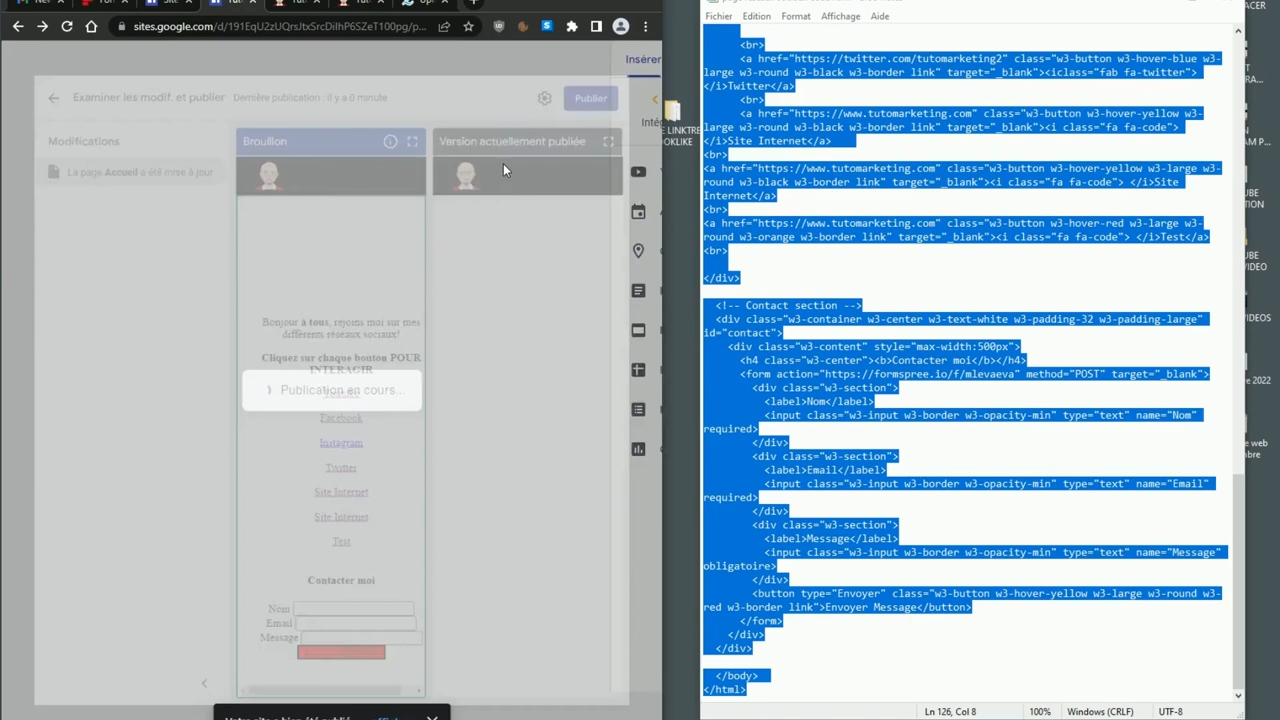 sites.google.com/d/191EqU2zUQrsJtxSrcDiIhP6SZeT100pg/p...
Insérer
Examiner les modif. et publier
Dernière publication : il y a 0 minute
Publier
Modifications
La page Accueil a été mise à jour
Brouillon
Version actuellement publiée
Bonjour à tous, rejoins moi sur mes
différents réseaux sociaux!
Cliquez sur chaque bouton POUR
INTERAGIR
Publication en cours...
Facebook
Instagram
Twitter
Site Internet
Site Internet
Test
Contacter moi
Nom
Email
Message
Fichier Edition Format Affichage Aide
<br>
<a href="https://twitter.com/tutomarketing2" class="w3-button w3-hover-blue w3-
large w3-round w3-black w3-border link" target="_blank"><iclass="fab fa-twitter">
</i>Twitter</a>
<br>
<a href="https://www.tutomarketing.com" class="w3-button w3-hover-yellow w3-
large w3-round w3-black w3-border link" target="_blank"><i class="fa fa-code">
</i>Site Internet</a>
<br>
<a href="https://www.tutomarketing.com" class="w3-button w3-hover-yellow w3-large w3-
round w3-black w3-border link" target="_blank"><i class="fa fa-code"> </i>Site
Internet</a>
<br>
<a href="https://www.tutomarketing.com" class="w3-button w3-hover-red w3-large w3-
round w3-orange w3-border link" target="_blank"><i class="fa fa-code"> </i>Test</a>
<br>
</div>
<!-- Contact section -->
<div class="w3-container w3-center w3-text-white w3-padding-32 w3-padding-large"
id="contact">
<div class="w3-content" style="max-width:500px">
<h4 class="w3-center"><b>Contacter moi</b></h4>
<form action="https://formspree.io/f/mlevaeva" method="POST" target="_blank">
<div class="w3-section">
<label>Nom</label>
<input class="w3-input w3-border w3-opacity-min" type="text" name="Nom"
required>
</div>
<div class="w3-section">
<label>Email</label>
<input class="w3-input w3-border w3-opacity-min" type="text" name="Email"
required>
</div>
<div class="w3-section">
<label>Message</label>
<input class="w3-input w3-border w3-opacity-min" type="text" name="Message"
obligatoire>
</div>
<button type="Envoyer" class="w3-button w3-hover-yellow w3-large w3-round w3-
red w3-border link">Envoyer Message</button>
</form>
</div>
</div>
</body>
</html>
Ln 126, Col 8
100%
Windows (CRLF)
UTF-8